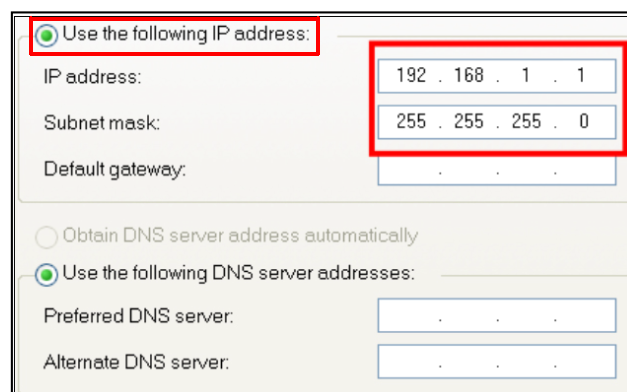 Use the following IP address:
IP address: 192 . 168 . 1 . 1
Subnet mask: 255 . 255 . 255 . 0
Default gateway: . . .
Obtain DNS server address automatically
Use the following DNS server addresses:
Preferred DNS server: . . .
Alternate DNS server: . . .